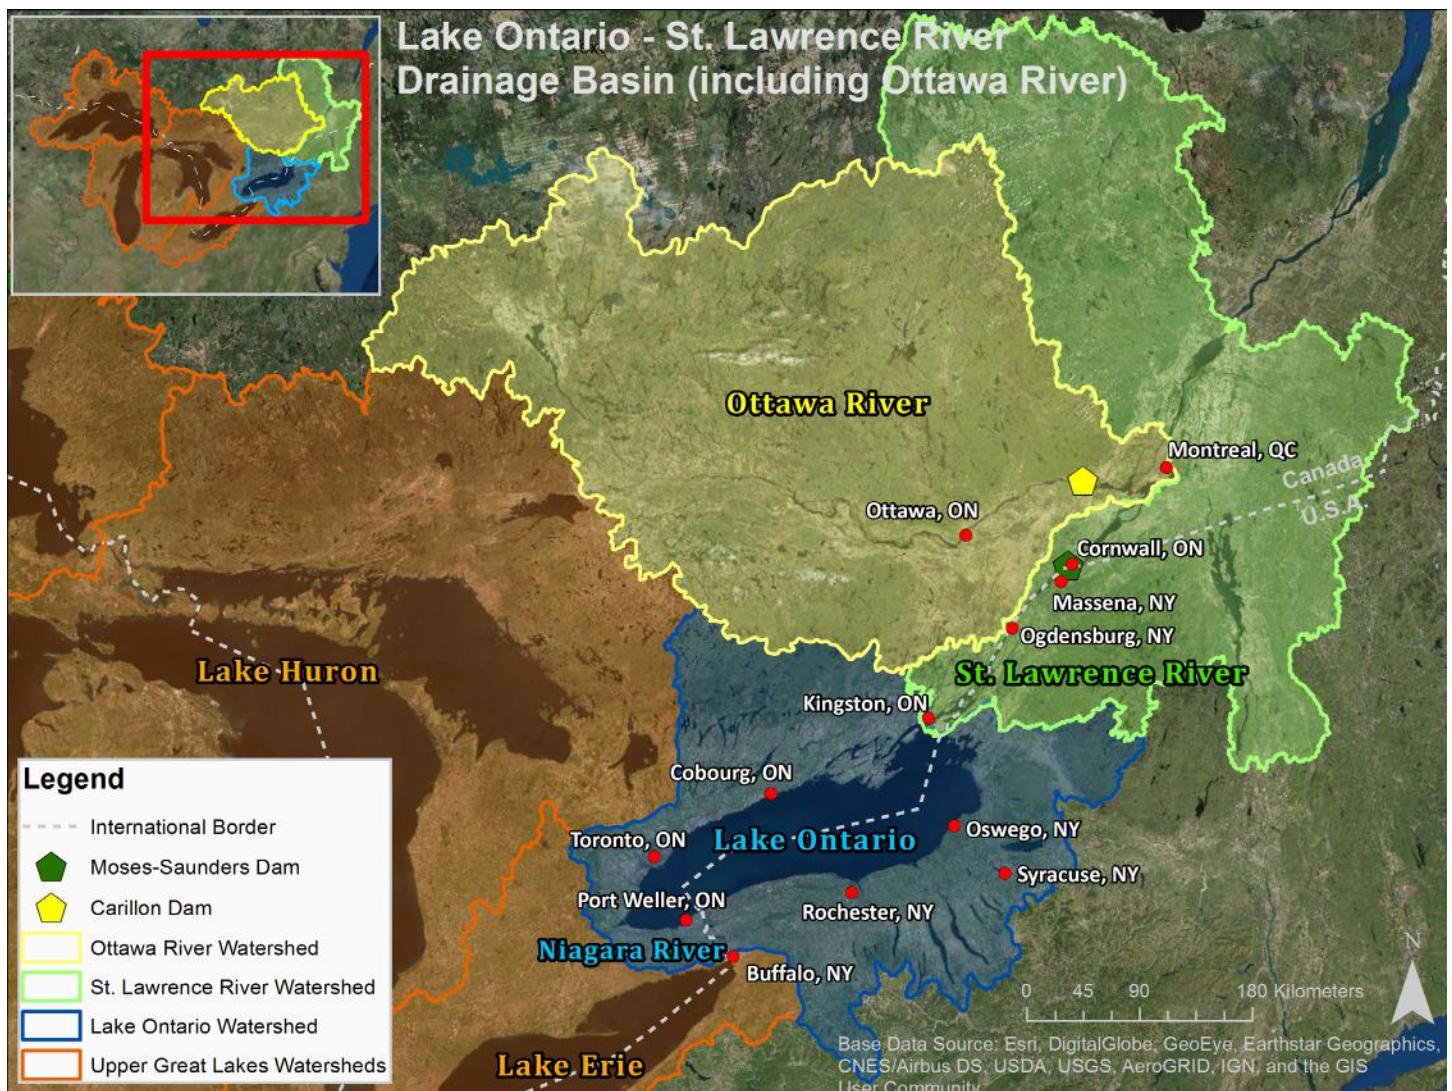 Lake Ontario - St. Lawrence River
Drainage Basin (including Ottawa River)
Ottawa River
Montreal, QC
Canada
U.S.A.
Ottawa, ON
Cornwall, ON
Massena, NY
Ogdensburg, NY
Lake Huron
St. Lawrence River
Kingston, ON
Cobourg, ON
Toronto, ON
Lake Ontario
Oswego, NY
Syracuse, NY
Port Weller, ON
Rochester, NY
Niagara River
Buffalo, NY
Lake Erie
Legend
International Border
Moses-Saunders Dam
Carillon Dam
Ottawa River Watershed
St. Lawrence River Watershed
Lake Ontario Watershed
Upper Great Lakes Watersheds
N
0 45 90 180 Kilometers
Base Data Source: Esri, DigitalGlobe, GeoEye, Earthstar Geographics,
CNES/Airbus DS, USDA, USGS, AeroGRID, IGN, and the GIS
User Community